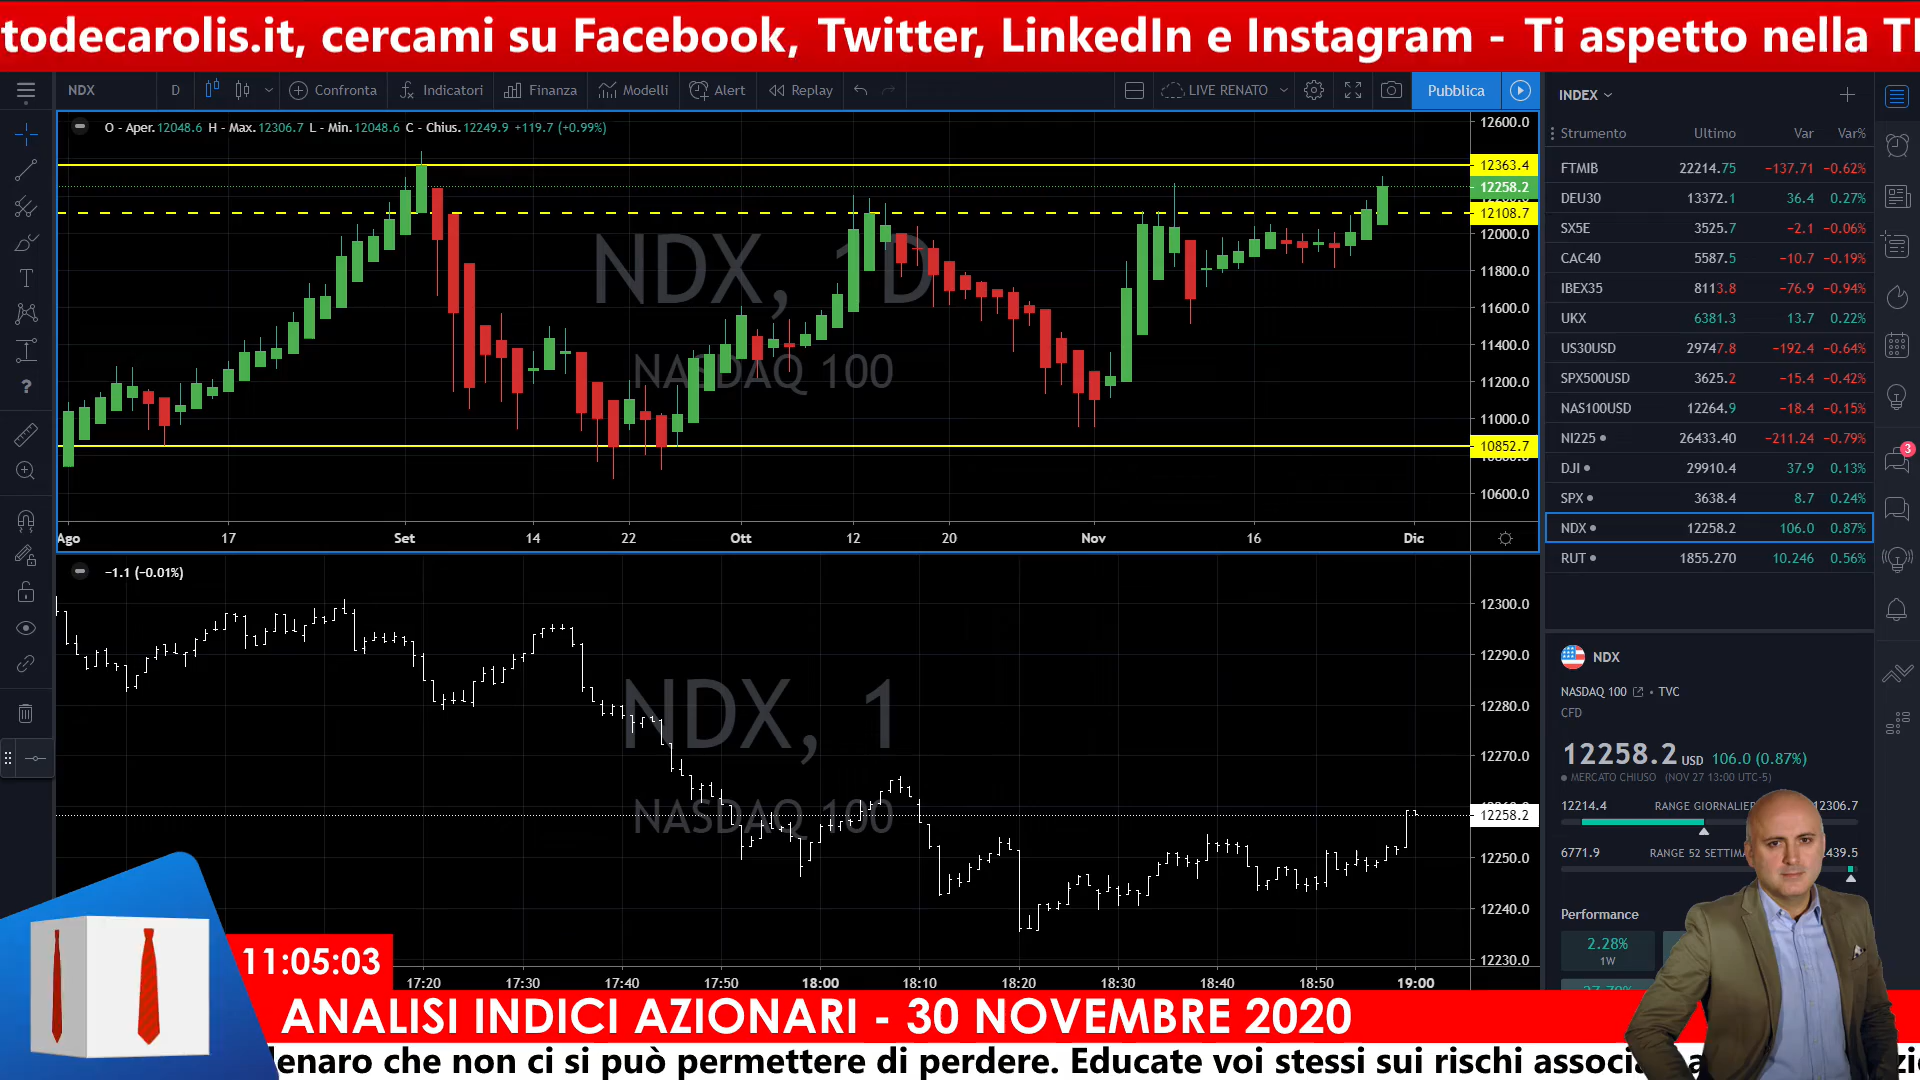 todecarolis.it, cercami su Facebook, Twitter, LinkedIn e Instagram - Ti aspetto nella
NDX D Confronta Indicatori Finanza Modelli Alert Replay LIVE RENATO Pubblica
O - Aper. 12048.6 H - Max. 12306.7 L - Min. 12048.6 C - Chius. 12249.9 +119.7 (+0.99%)
NDX, 1D
NASDAQ 100
12600.0
12363.4
12258.2
12108.7
12000.0
11800.0
11600.0
11400.0
11200.0
11000.0
10852.7
10600.0
Ago 17 Set 14 22 Ott 12 20 Nov 16 Dic
−1.1 (−0.01%)
NDX, 1
NASDAQ 100
12300.0
12290.0
12280.0
12270.0
12258.2
12250.0
12240.0
12230.0
17:20 17:30 17:40 17:50 18:00 18:10 18:20 18:30 18:40 18:50 19:00
INDEX
Strumento Ultimo Var Var%
FTMIB 22214.75 −137.71 −0.62%
DEU30 13372.1 36.4 0.27%
SX5E 3525.7 −2.1 −0.06%
CAC40 5587.5 −10.7 −0.19%
IBEX35 8113.8 −76.9 −0.94%
UKX 6381.3 13.7 0.22%
US30USD 29747.8 −192.4 −0.64%
SPX500USD 3625.2 −15.4 −0.42%
NAS100USD 12264.9 −18.4 −0.15%
NI225 26433.40 −211.24 −0.79%
DJI 29910.4 37.9 0.13%
SPX 3638.4 8.7 0.24%
NDX 12258.2 106.0 0.87%
RUT 1855.270 10.246 0.56%
3
NDX
NASDAQ 100 • TVC
CFD
12258.2 USD 106.0 (0.87%)
MERCATO CHIUSO (NOV 27 13:00 UTC-5)
12214.4 RANGE GIORNALIER 12306.7
6771.9 RANGE 52 SETTIMA 439.5
Performance
2.28%
1W
11:05:03
ANALISI INDICI AZIONARI - 30 NOVEMBRE 2020
denaro che non ci si può permettere di perdere. Educate voi stessi sui rischi